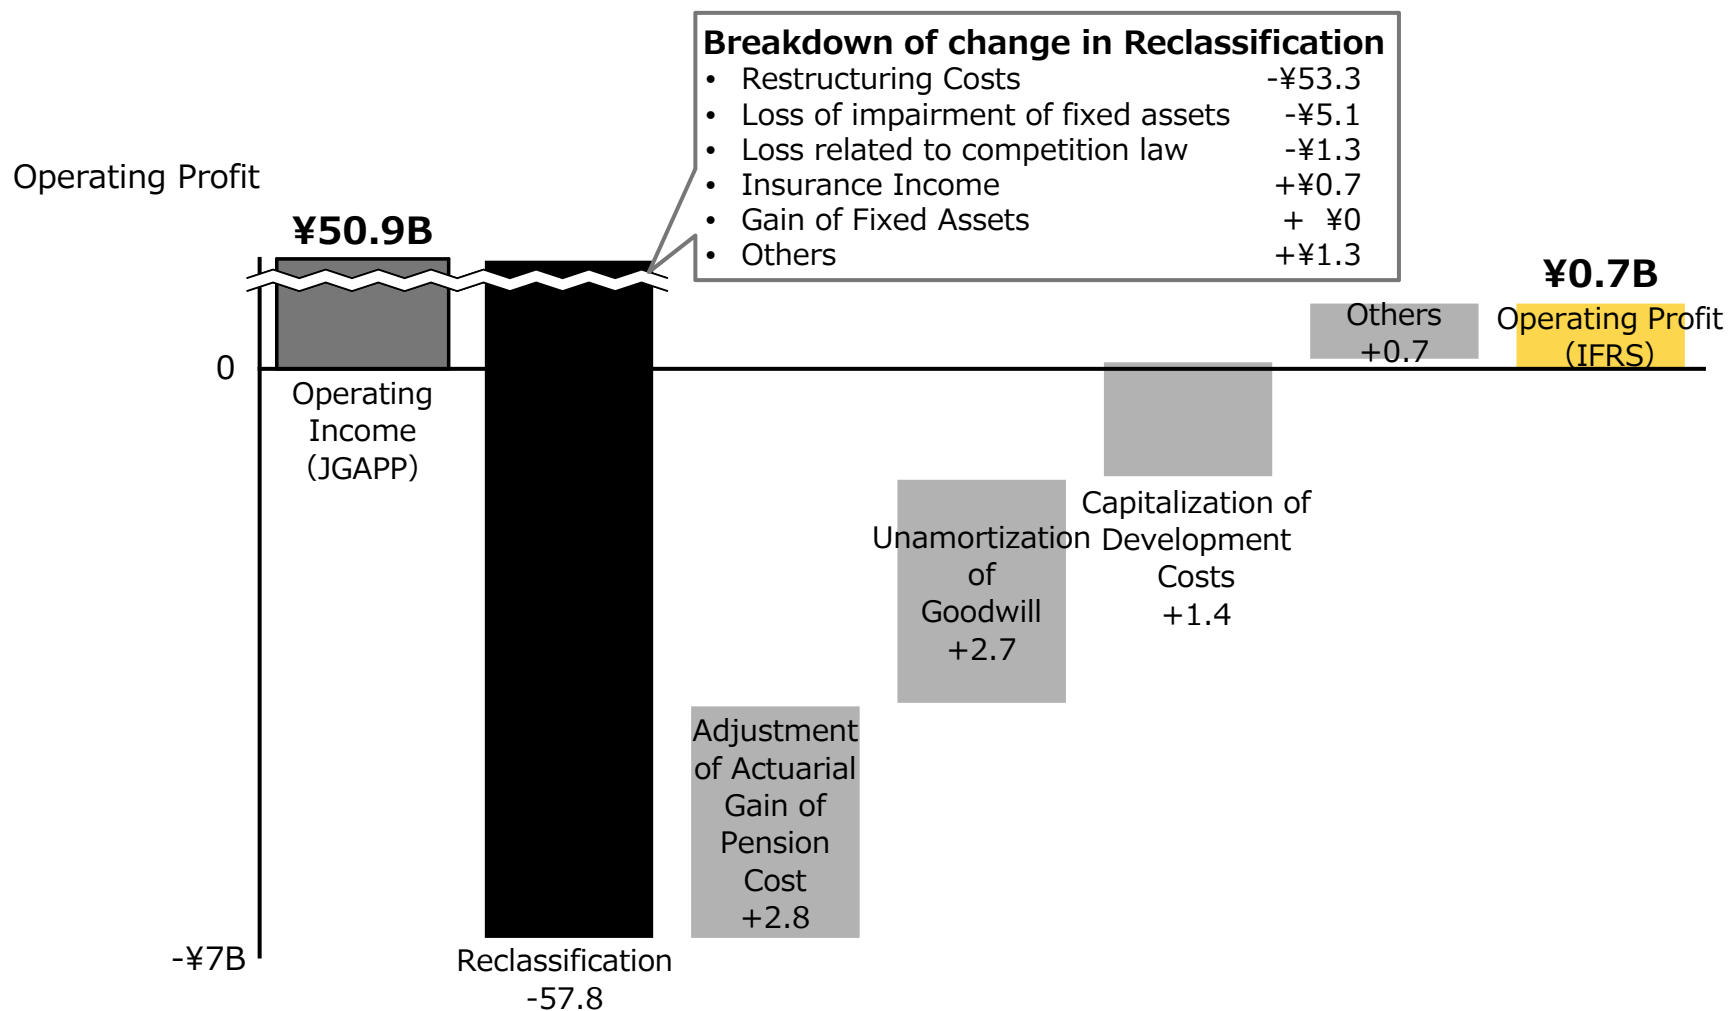 Breakdown of change in Reclassification
• Restructuring Costs -¥53.3
• Loss of impairment of fixed assets -¥5.1
• Loss related to competition law -¥1.3
• Insurance Income +¥0.7
• Gain of Fixed Assets + ¥0
• Others +¥1.3
Operating Profit
¥50.9B
0
Operating
Income
(JGAPP)
-¥7B
Reclassification
-57.8
Adjustment
of Actuarial
Gain of
Pension
Cost
+2.8
Unamortization
of
Goodwill
+2.7
Capitalization of
Development
Costs
+1.4
Others
+0.7
¥0.7B
Operating Profit
(IFRS)